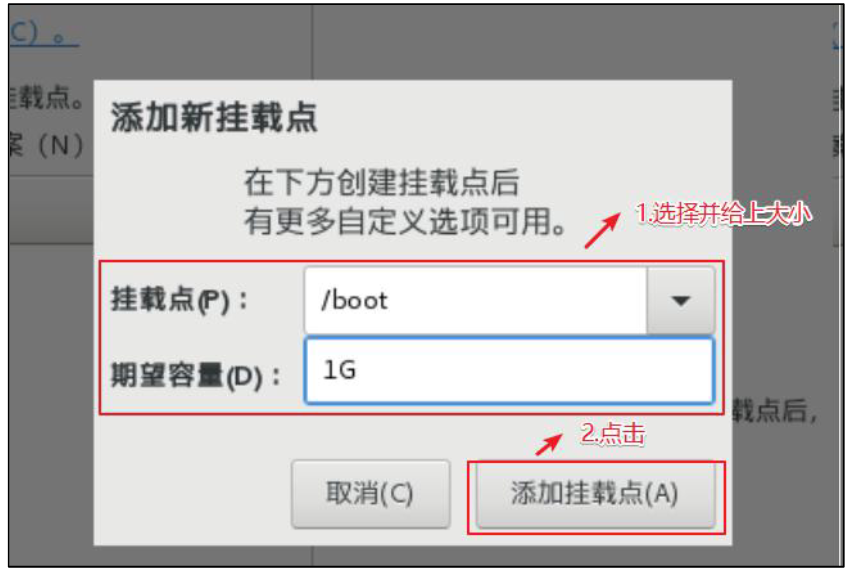 C）。
挂载点。
案（N）
添加新挂载点
在下方创建挂载点后
有更多自定义选项可用。
1.选择并给上大小
挂载点(P)：
/boot
期望容量(D)：
1G
载点后，
2.点击
取消(C)
添加挂载点(A)